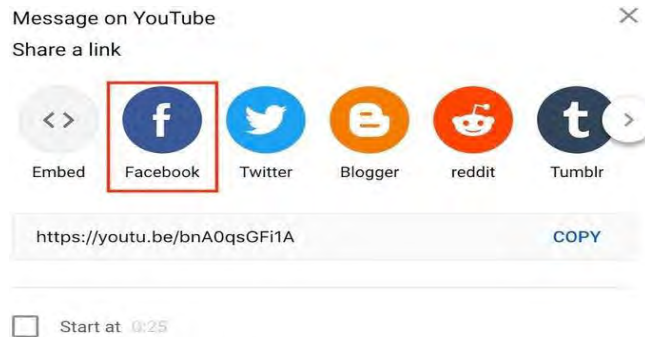 Message on YouTube
Share a link
Embed Facebook Twitter Blogger reddit Tumblr
https://youtu.be/bnA0qsGFi1A COPY
Start at 0:25